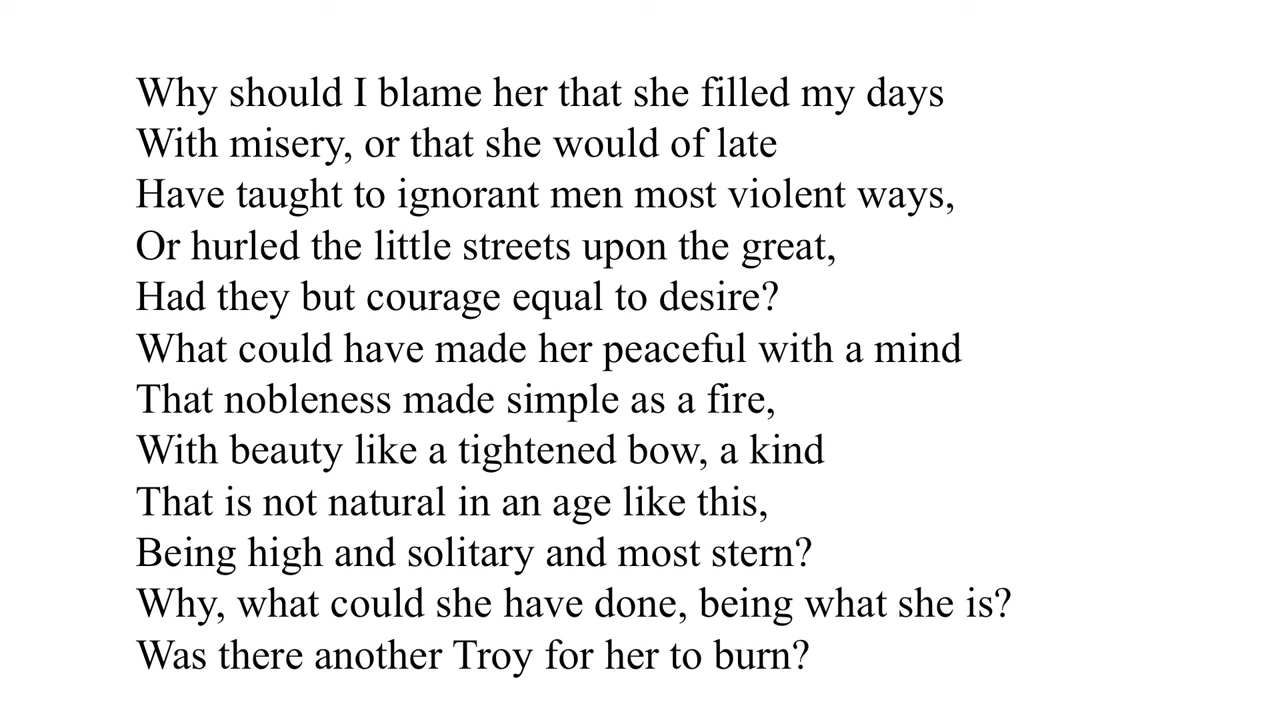 Why should I blame her that she filled my days
With misery, or that she would of late
Have taught to ignorant men most violent ways,
Or hurled the little streets upon the great,
Had they but courage equal to desire?
What could have made her peaceful with a mind
That nobleness made simple as a fire,
With beauty like a tightened bow, a kind
That is not natural in an age like this,
Being high and solitary and most stern?
Why, what could she have done, being what she is?
Was there another Troy for her to burn?